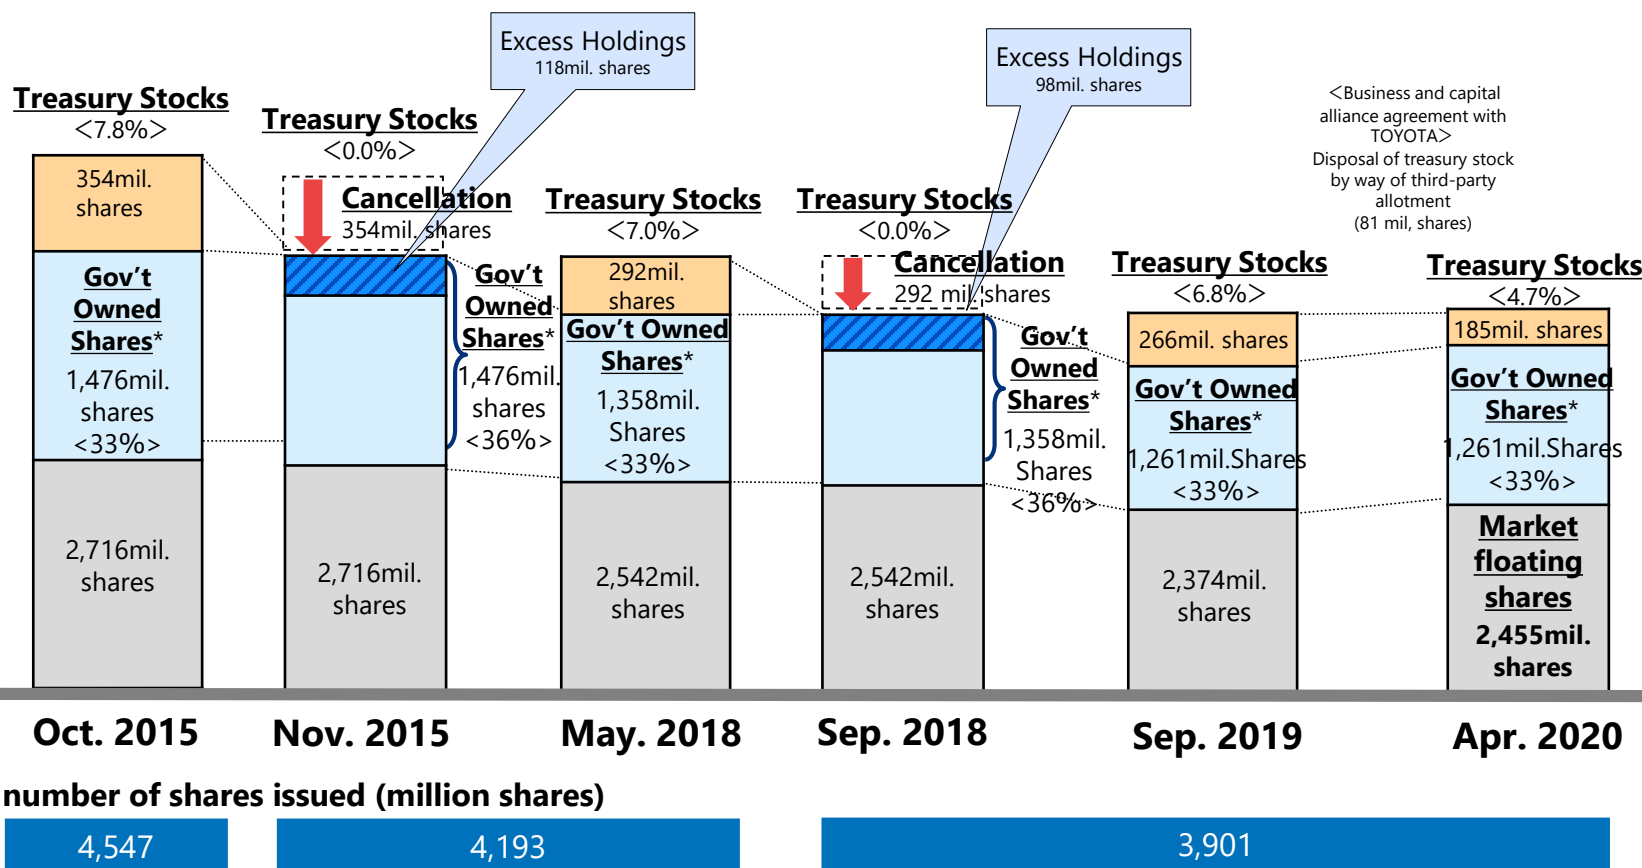 Excess Holdings
118mil. shares
Excess Holdings
98mil. shares
<Business and capital
alliance agreement with
TOYOTA>
Disposal of treasury stock
by way of third-party
allotment
(81 mil, shares)
Treasury Stocks
<7.8%>
354mil.
shares
Gov't
Owned
Shares*
1,476mil.
shares
<33%>
2,716mil.
shares
Treasury Stocks
<0.0%>
Cancellation
354mil. shares
Gov't
Owned
Shares*
1,476mil.
shares
<36%>
2,716mil.
shares
Treasury Stocks
<7.0%>
292mil.
shares
Gov't Owned
Shares*
1,358mil.
Shares
<33%>
2,542mil.
shares
Treasury Stocks
<0.0%>
Cancellation
292 mil. shares
Gov't
Owned
Shares*
1,358mil.
Shares
<36%>
2,542mil.
shares
Treasury Stocks
<6.8%>
266mil. shares
Gov't Owned
Shares*
1,261mil.Shares
<33%>
2,374mil.
shares
Treasury Stocks
<4.7%>
185mil. shares
Gov't Owned
Shares*
1,261mil.Shares
<33%>
Market
floating
shares
2,455mil.
shares
Oct. 2015
Nov. 2015
May. 2018
Sep. 2018
Sep. 2019
Apr. 2020
number of shares issued (million shares)
4,547
4,193
3,901